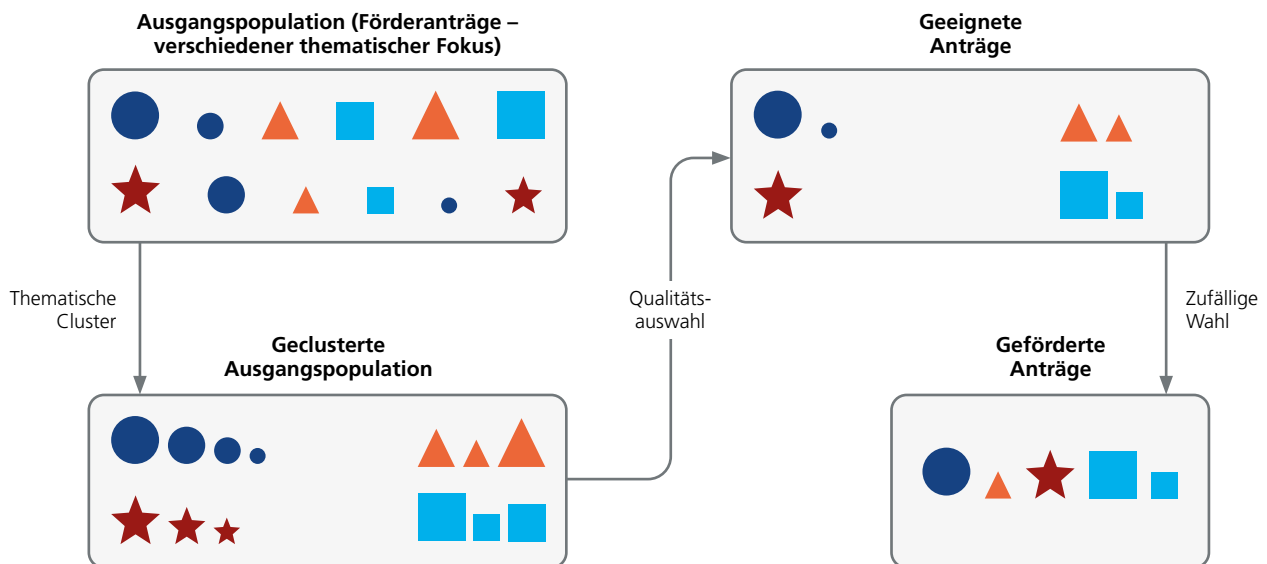 Ausgangspopulation (Förderanträge –
verschiedener thematischer Fokus)
Thematische
Cluster
Geclusterte
Ausgangspopulation
Qualitäts-
auswahl
Geeignete
Anträge
Zufällige
Wahl
Geförderte
Anträge